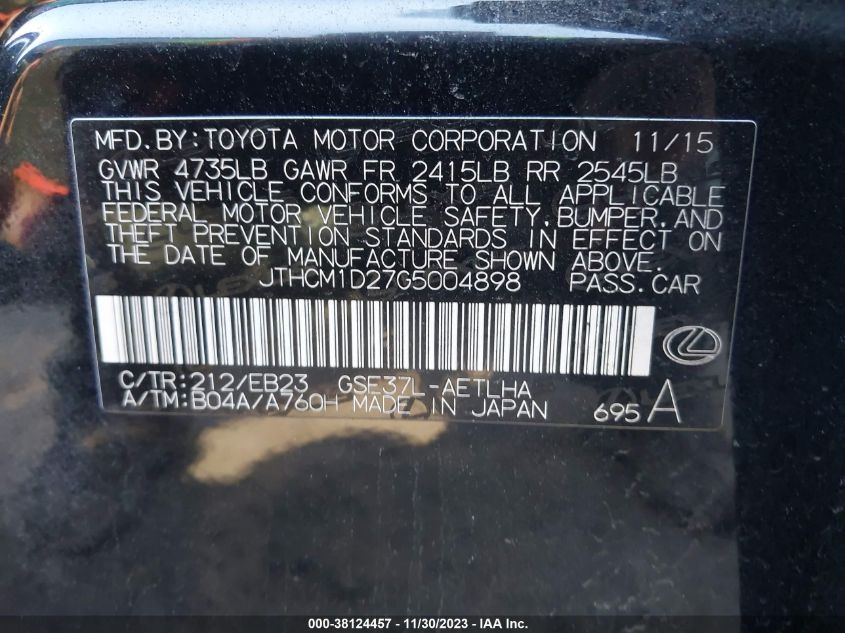 MFD.BY:TOYOTA MOTOR CORPORATION 11/15
GVWR 4735LB GAWR FR 2415LB RR 2545LB
THIS VEHICLE CONFORMS TO ALL APPLICABLE
FEDERAL MOTOR VEHICLE SAFETY,BUMPER,AND
THEFT PREVENTION STANDARDS IN EFFECT ON
THE DATE OF MANUFACTURE SHOWN ABOVE.
JTHCM1D27G5004898 PASS.CAR
C/TR:212/EB23 GSE37L-AETLHA
A/TM:B04A/A760H MADE IN JAPAN 695A
000-38124457 - 11/30/2023 - IAA Inc.